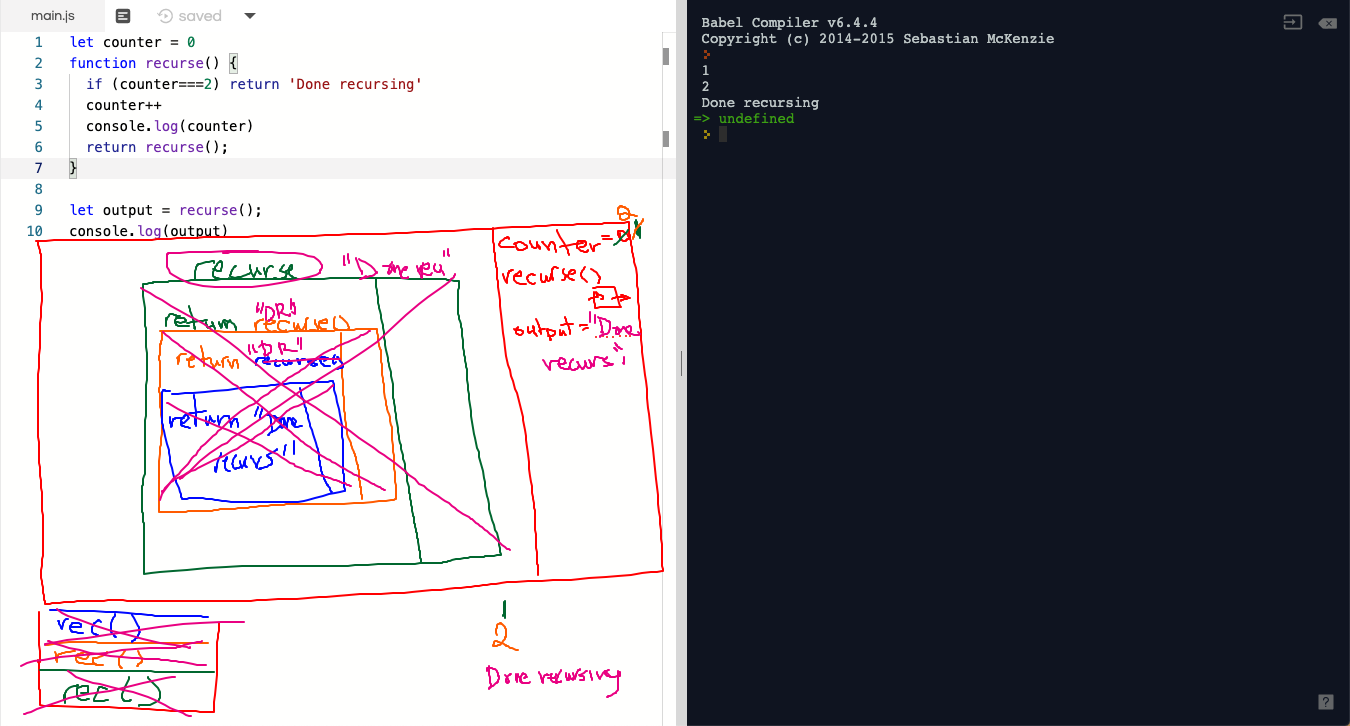 main.js
saved
1 let counter = 0
2 function recurse() {
3 if (counter===2) return 'Done recursing'
4 counter++
5 console.log(counter)
6 return recurse();
7 }
8
9 let output = recurse();
10 console.log(output)
2
counter = 0 1
recurse
recurse()
"DR"
return recurse()
output = "Done
recurs"
"DR"
return recurse()
return "Done
recurs"
rec()
rec()
rec()
1
2
Done recursing
Babel Compiler v6.4.4
Copyright (c) 2014-2015 Sebastian McKenzie
1
2
Done recursing
=> undefined
?